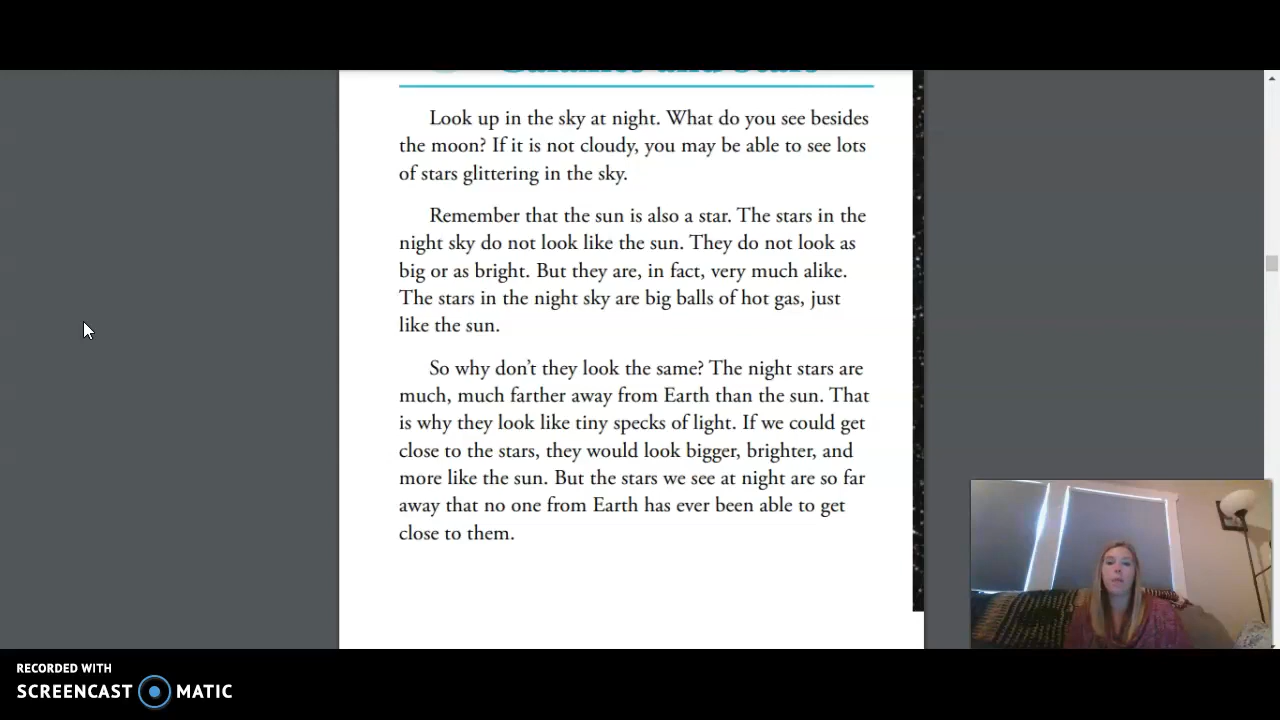 Galaxies and Stars
Look up in the sky at night. What do you see besides
the moon? If it is not cloudy, you may be able to see lots
of stars glittering in the sky.
Remember that the sun is also a star. The stars in the
night sky do not look like the sun. They do not look as
big or as bright. But they are, in fact, very much alike.
The stars in the night sky are big balls of hot gas, just
like the sun.
So why don’t they look the same? The night stars are
much, much farther away from Earth than the sun. That
is why they look like tiny specks of light. If we could get
close to the stars, they would look bigger, brighter, and
more like the sun. But the stars we see at night are so far
away that no one from Earth has ever been able to get
close to them.
RECORDED WITH
SCREENCAST MATIC